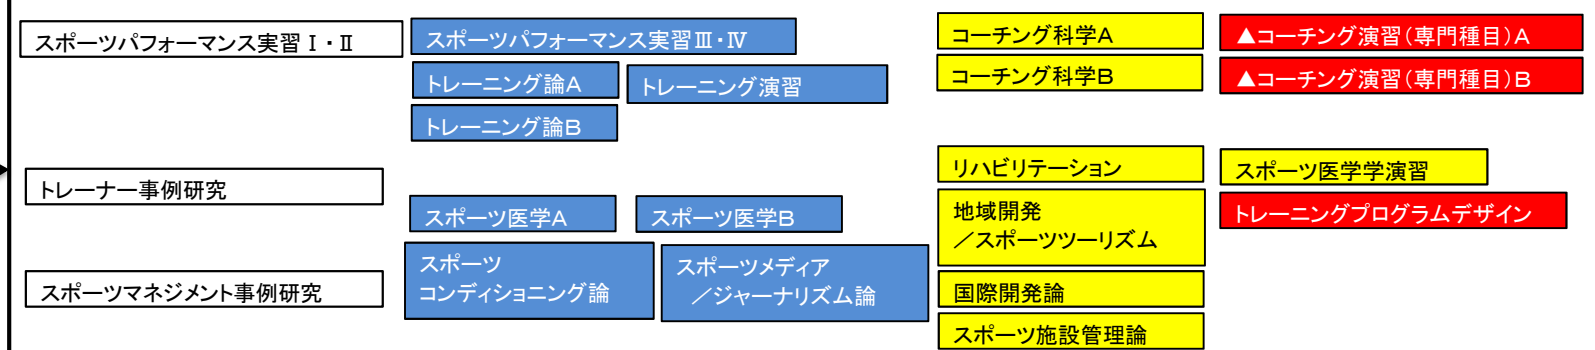 スポーツパフォーマンス実習Ⅰ・Ⅱ
スポーツパフォーマンス実習Ⅲ・Ⅳ
コーチング科学A
▲コーチング演習(専門種目)A
トレーニング論A
トレーニング演習
コーチング科学B
▲コーチング演習(専門種目)B
トレーニング論B
トレーナー事例研究
リハビリテーション
スポーツ医学学演習
スポーツ医学A
スポーツ医学B
地域開発
／スポーツツーリズム
トレーニングプログラムデザイン
スポーツマネジメント事例研究
スポーツ
コンディショニング論
スポーツメディア
／ジャーナリズム論
国際開発論
スポーツ施設管理論